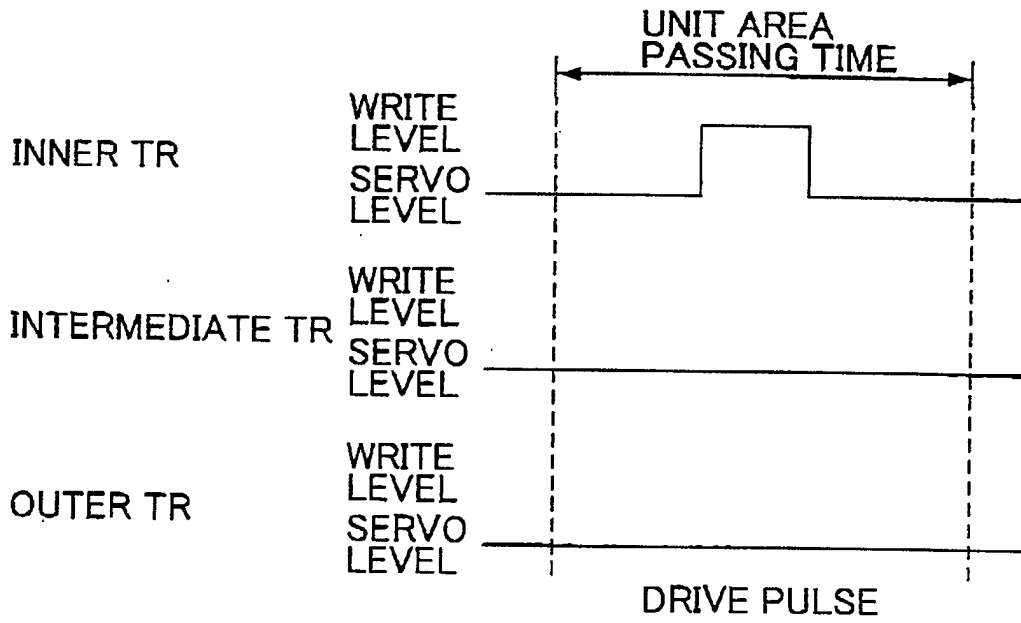 UNIT AREA
PASSING TIME
INNER TR
WRITE
LEVEL
SERVO
LEVEL
INTERMEDIATE TR
WRITE
LEVEL
SERVO
LEVEL
OUTER TR
WRITE
LEVEL
SERVO
LEVEL
DRIVE PULSE